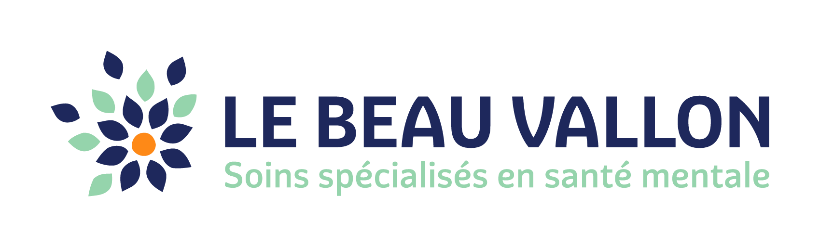 LE BEAU VALLON
Soins spécialisés en santé mentale